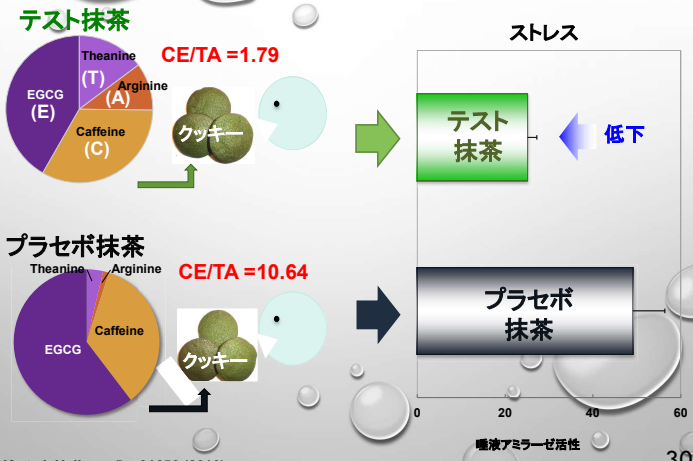 テスト抹茶
CE/TA =1.79
Theanine
(T)
Arginine
(A)
EGCG
(E)
Caffeine
(C)
クッキー
ストレス
テスト
抹茶
低下
プラセボ抹茶
CE/TA =10.64
Theanine
Arginine
Caffeine
EGCG
クッキー
プラセボ
抹茶
0 20 40 60
唾液アミラーゼ活性
30